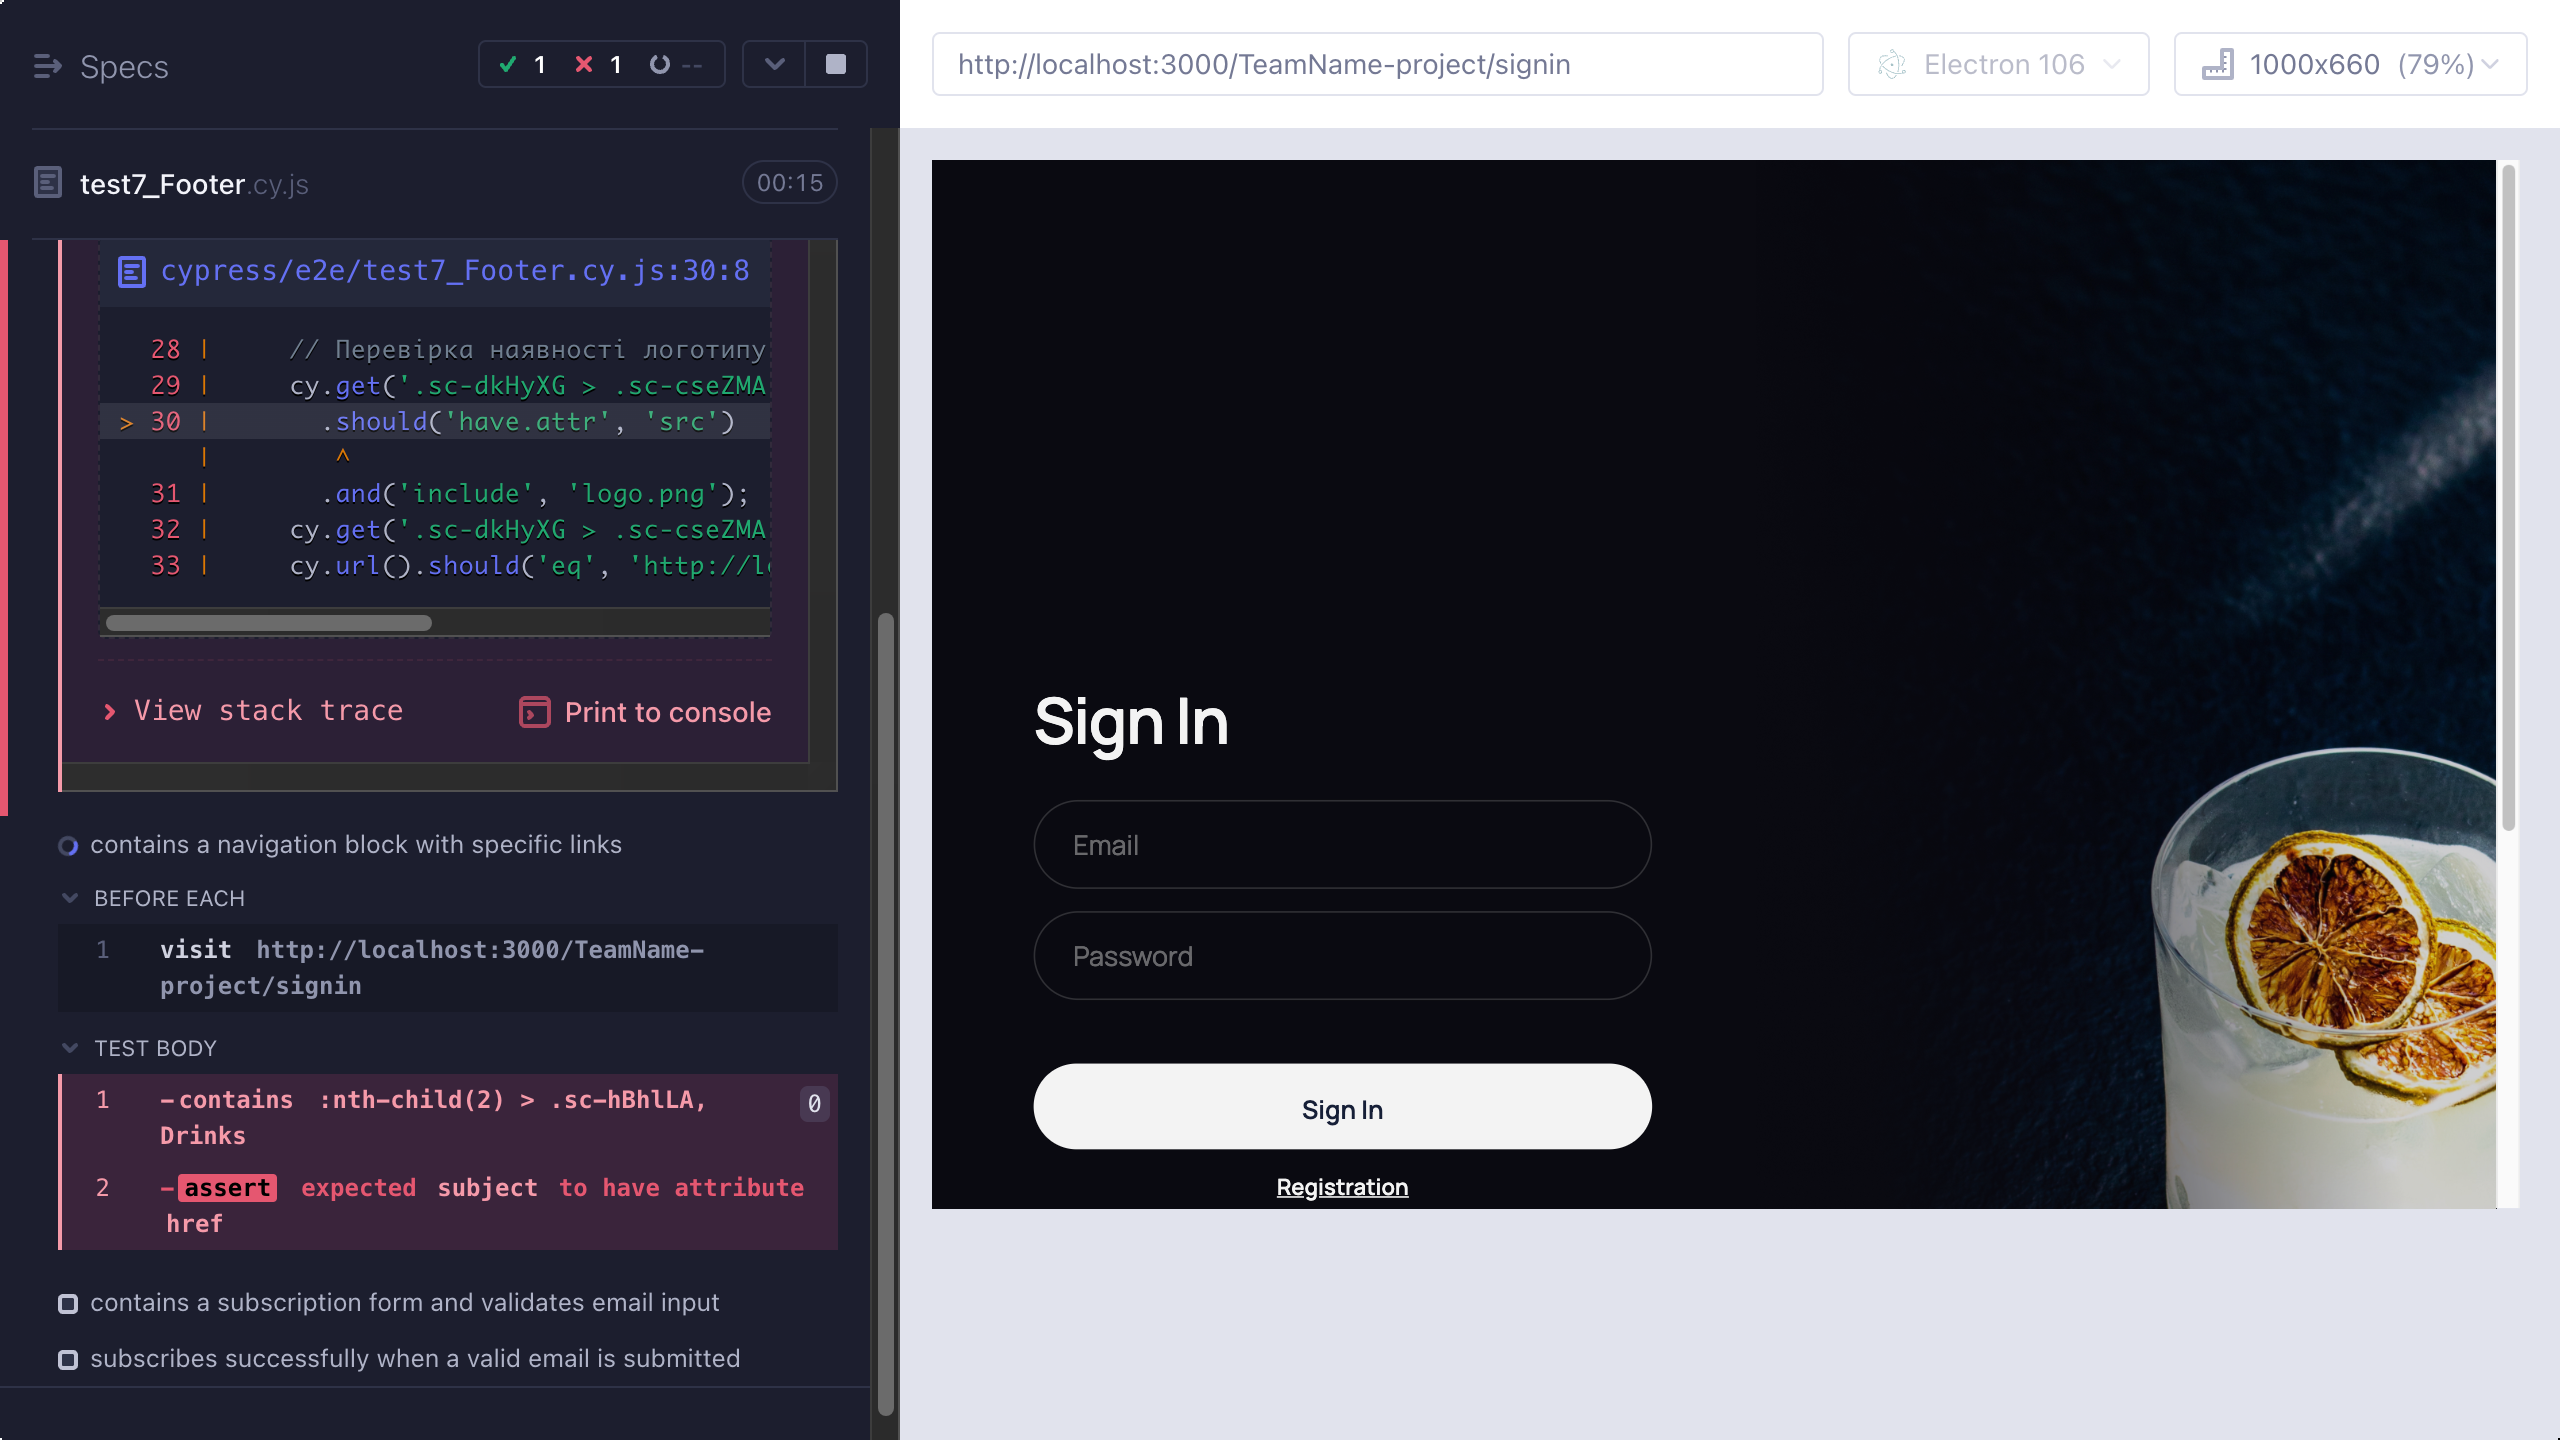 Specs
1
1
--
test7_Footer.cy.js
00:15
cypress/e2e/test7_Footer.cy.js:30:8
28 | // Перевірка наявності логотипу
29 | cy.get('.sc-dkHyXG > .sc-cseZMA
> 30 | .should('have.attr', 'src')
| ^
31 | .and('include', 'logo.png');
32 | cy.get('.sc-dkHyXG > .sc-cseZMA
33 | cy.url().should('eq', 'http://l
View stack trace
Print to console
contains a navigation block with specific links
BEFORE EACH
1 visit http://localhost:3000/TeamName-
project/signin
TEST BODY
1 -contains :nth-child(2) > .sc-hBhlLA,
Drinks
0
2 -assert expected subject to have attribute
href
contains a subscription form and validates email input
subscribes successfully when a valid email is submitted
http://localhost:3000/TeamName-project/signin
Electron 106
1000x660 (79%)
Sign In
Email
Password
Sign In
Registration